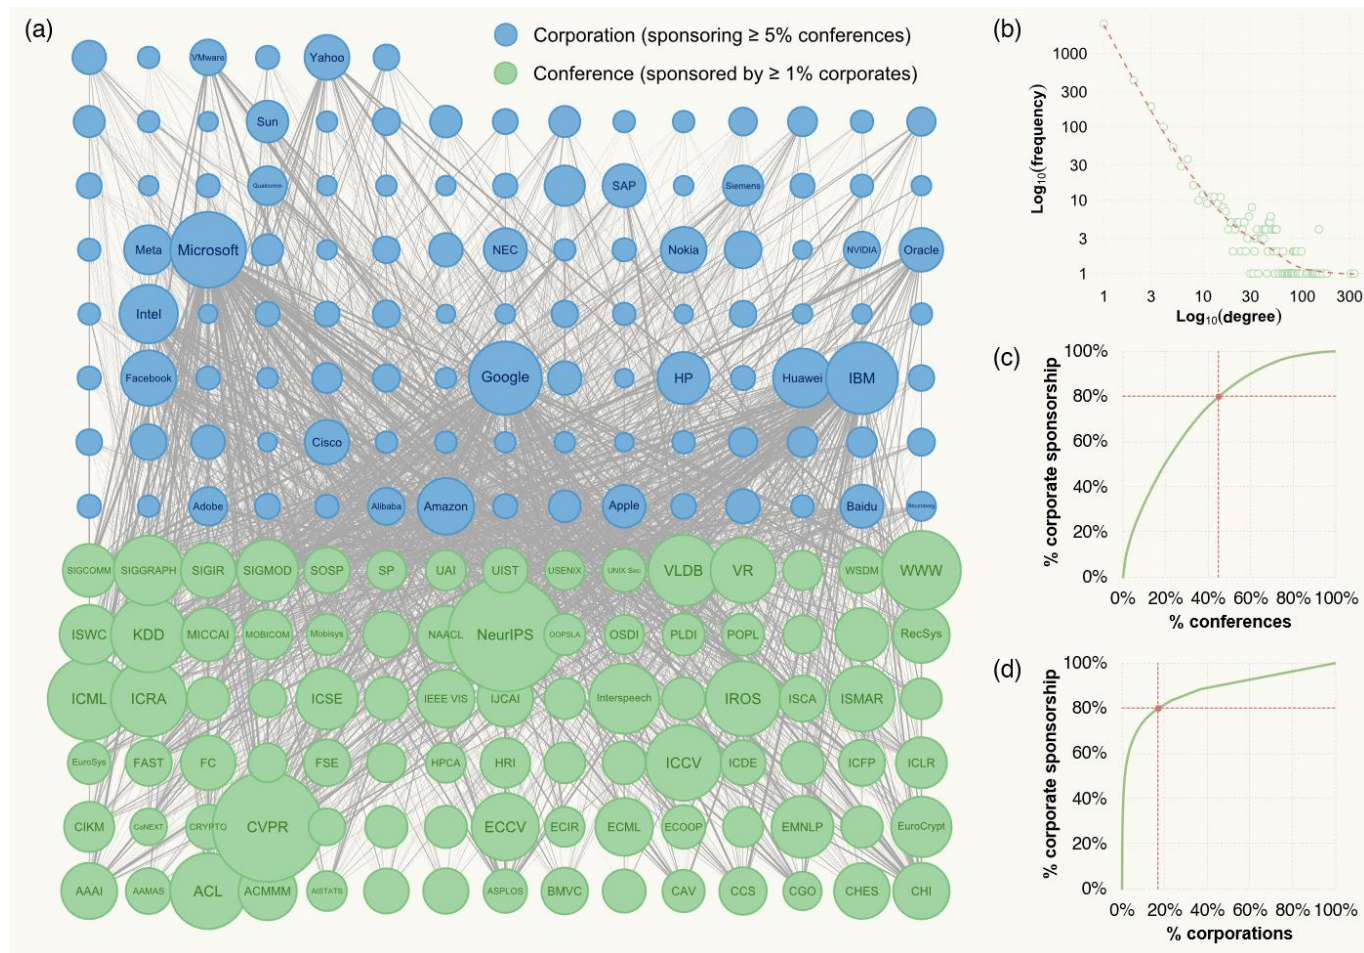 (a)
Corporation (sponsoring ≥ 5% conferences)
Conference (sponsored by ≥ 1% corporates)
VMware Yahoo
Sun
Qualcomm SAP Siemens
Meta Microsoft NEC Nokia NVIDIA Oracle
Intel
Facebook Google HP Huawei IBM
Cisco
Adobe Alibaba Amazon Apple Baidu Bloomberg
SIGCOMM SIGGRAPH SIGIR SIGMOD SOSP SP UAI UIST USENIX UNIX Sec VLDB VR WSDM WWW
ISWC KDD MICCAI MOBICOM Mobisys NAACL NeurIPS OOPSLA OSDI PLDI POPL RecSys
ICML ICRA ICSE IEEE VIS IJCAI Interspeech IROS ISCA ISMAR
EuroSys FAST FC FSE HPCA HRI ICCV ICDE ICFP ICLR
CIKM CoNEXT CRYPTO CVPR ECCV ECIR ECML ECOOP EMNLP EuroCrypt
AAAI AAMAS ACL ACMMM AISTATS ASPLOS BMVC CAV CCS CGO CHES CHI
(b)
Log10(frequency)
1000
300
100
30
10
3
1
1 3 10 30 100 300
Log10(degree)
(c)
% corporate sponsorship
100%
80%
60%
40%
20%
0%
0% 20% 40% 60% 80% 100%
% conferences
(d)
% corporate sponsorship
100%
80%
60%
40%
20%
0%
0% 20% 40% 60% 80% 100%
% corporations